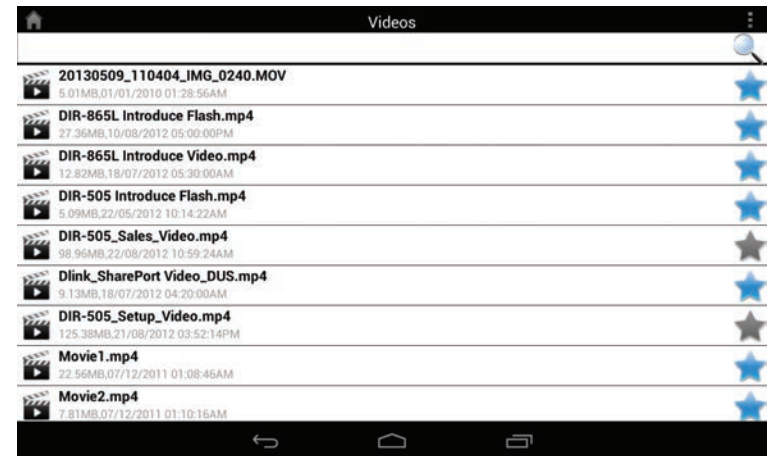 Videos
20130509_110404_IMG_0240.MOV
5.01MB,01/01/2010 01:28:56AM
DIR-865L Introduce Flash.mp4
27.36MB,10/08/2012 05:00:00PM
DIR-865L Introduce Video.mp4
12.82MB,18/07/2012 05:30:00AM
DIR-505 Introduce Flash.mp4
5.09MB,22/05/2012 10:14:22AM
DIR-505_Sales_Video.mp4
98.96MB,22/08/2012 10:59:24AM
Dlink_SharePort Video_DUS.mp4
9.13MB,18/07/2012 04:20:00AM
DIR-505_Setup_Video.mp4
125.38MB,21/08/2012 03:52:14PM
Movie1.mp4
22.56MB,07/12/2011 01:08:46AM
Movie2.mp4
7.81MB,07/12/2011 01:10:16AM